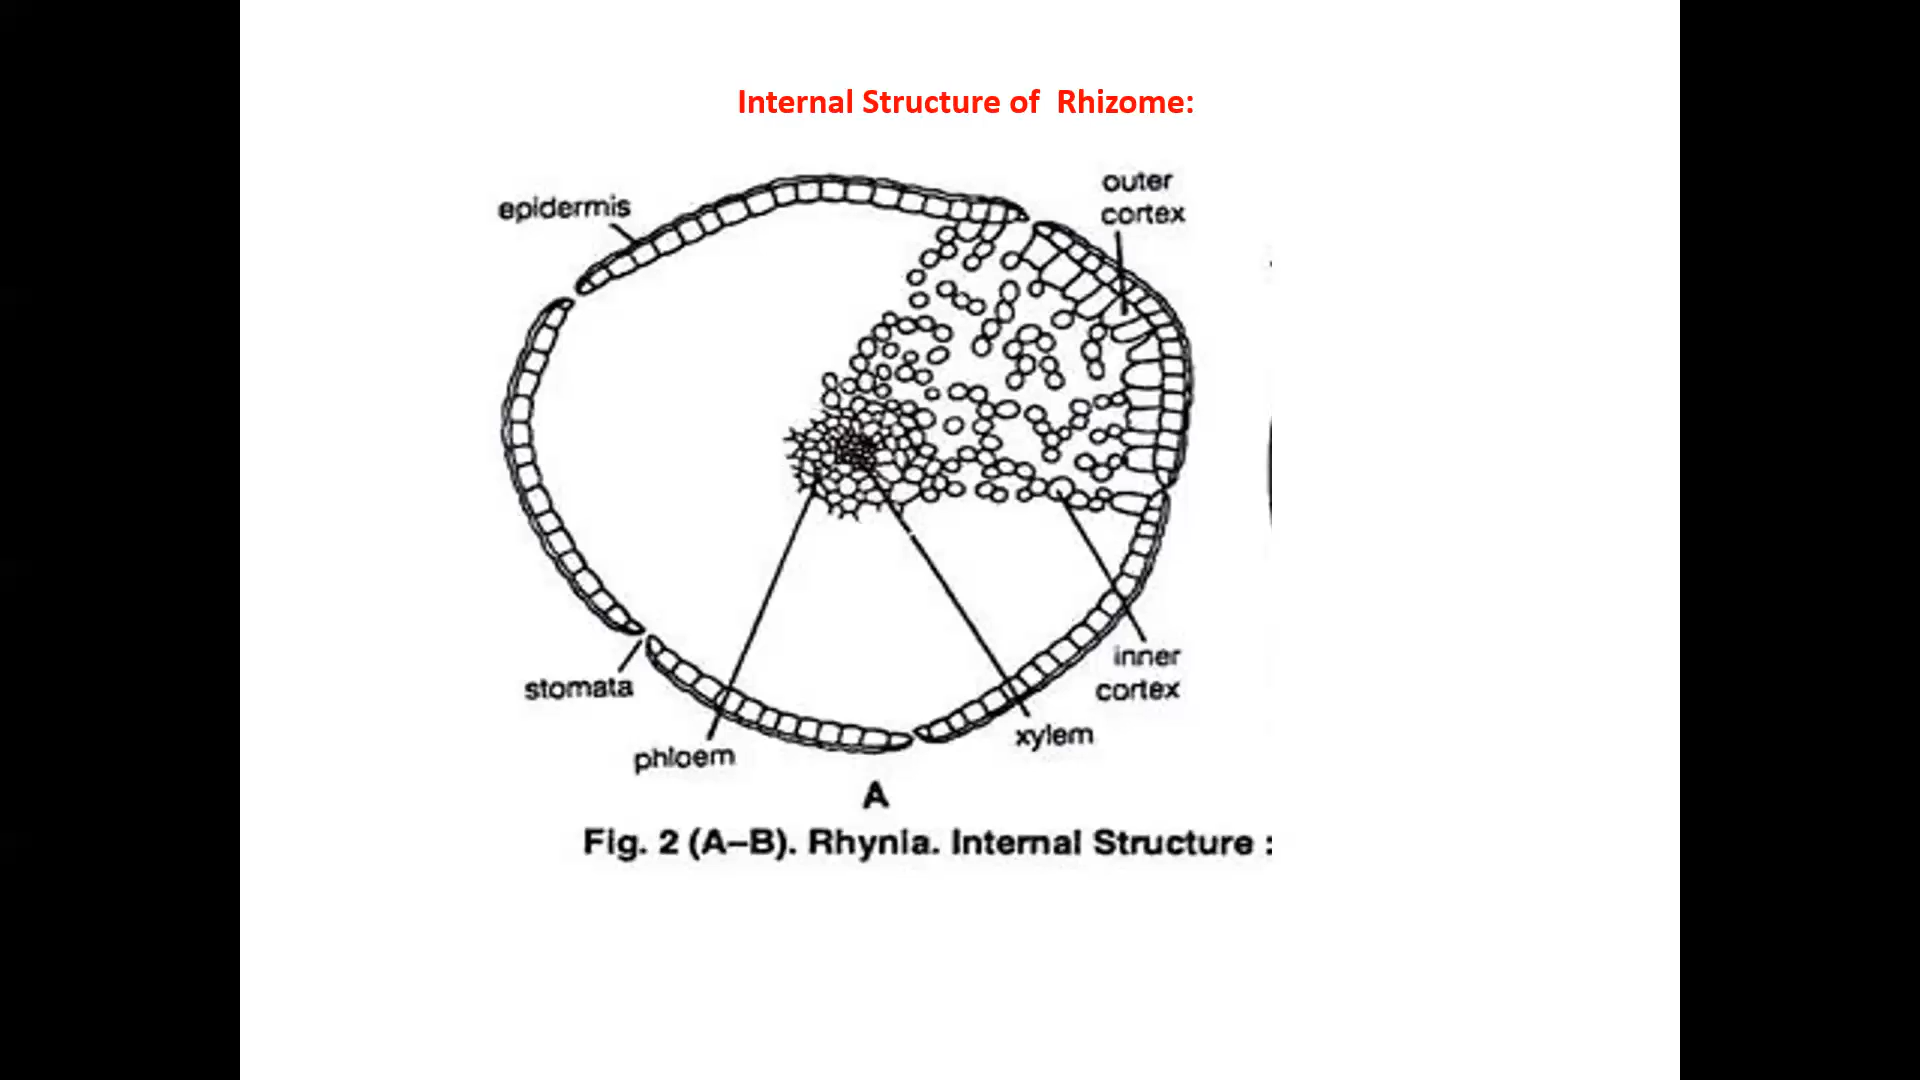 Internal Structure of Rhizome:
epidermis
outer
cortex
stomata
inner
cortex
phloem
xylem
A
Fig. 2 (A–B). Rhynia. Internal Structure :